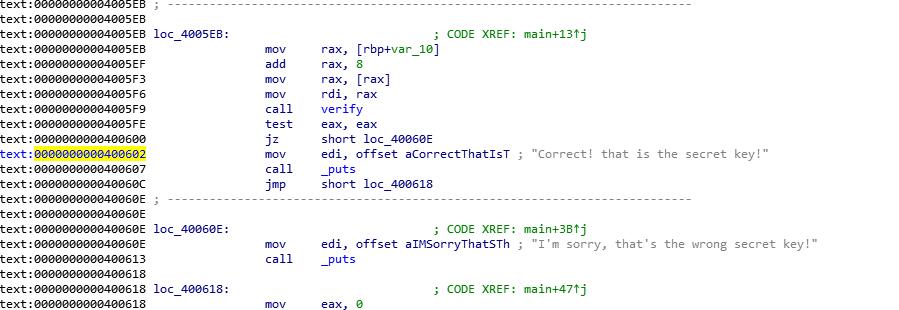 text:00000000004005EB ; ---------------------------------------------------------------------------
text:00000000004005EB
text:00000000004005EB loc_4005EB: ; CODE XREF: main+13↑j
text:00000000004005EB mov rax, [rbp+var_10]
text:00000000004005EF add rax, 8
text:00000000004005F3 mov rax, [rax]
text:00000000004005F6 mov rdi, rax
text:00000000004005F9 call verify
text:00000000004005FE test eax, eax
text:0000000000400600 jz short loc_40060E
text:0000000000400602 mov edi, offset aCorrectThatIsT ; "Correct! that is the secret key!"
text:0000000000400607 call _puts
text:000000000040060C jmp short loc_400618
text:000000000040060E ; ---------------------------------------------------------------------------
text:000000000040060E
text:000000000040060E loc_40060E: ; CODE XREF: main+3B↑j
text:000000000040060E mov edi, offset aIMSorryThatSTh ; "I'm sorry, that's the wrong secret key!"
text:0000000000400613 call _puts
text:0000000000400618
text:0000000000400618 loc_400618: ; CODE XREF: main+47↑j
text:0000000000400618 mov eax, 0